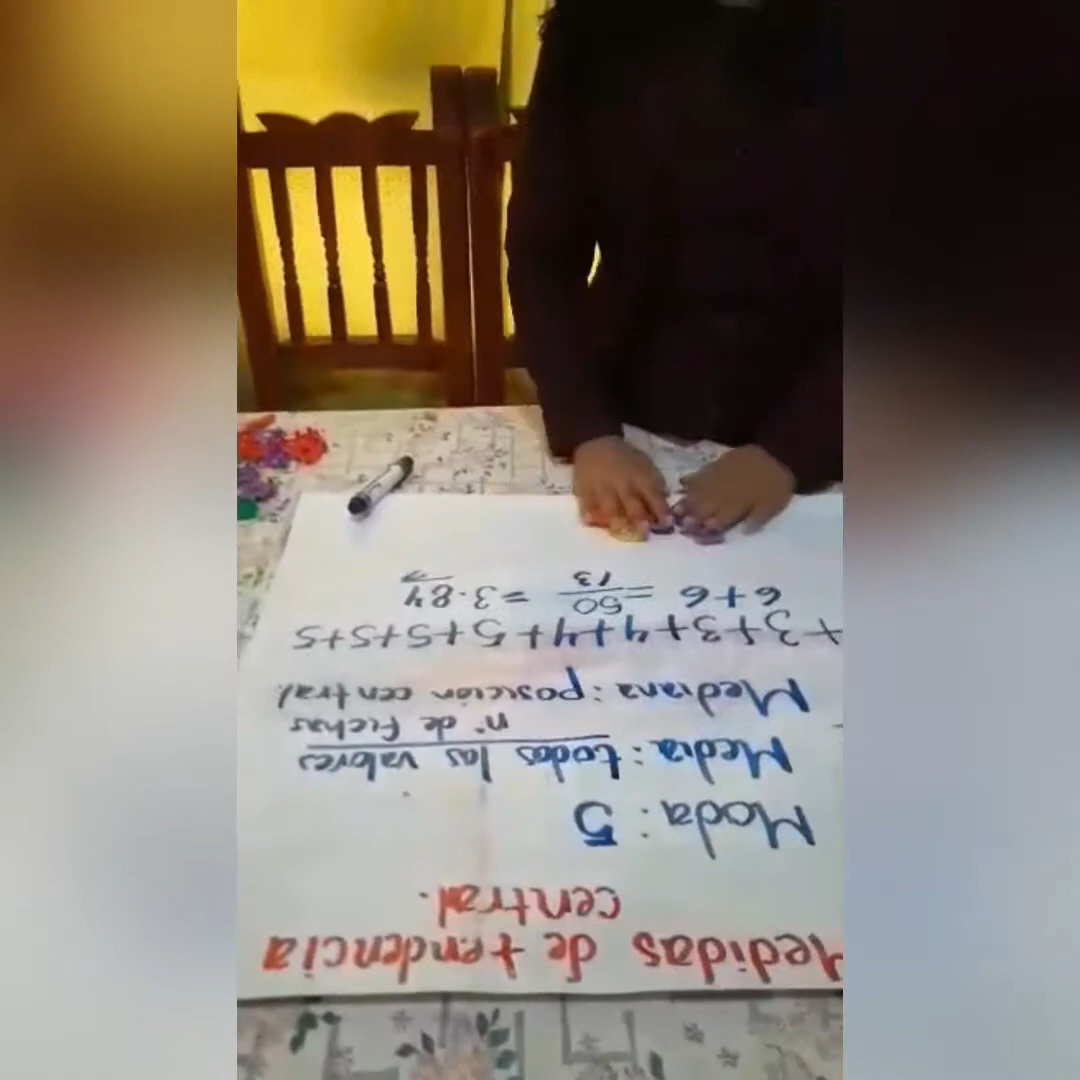 Medidas de tendencia
central.
Moda: 5
Media: todas las valores
n° de fichas
Mediana: posición central
+3+3+4+4+5+5+5+5
6+6 = 50/13 = 3.84